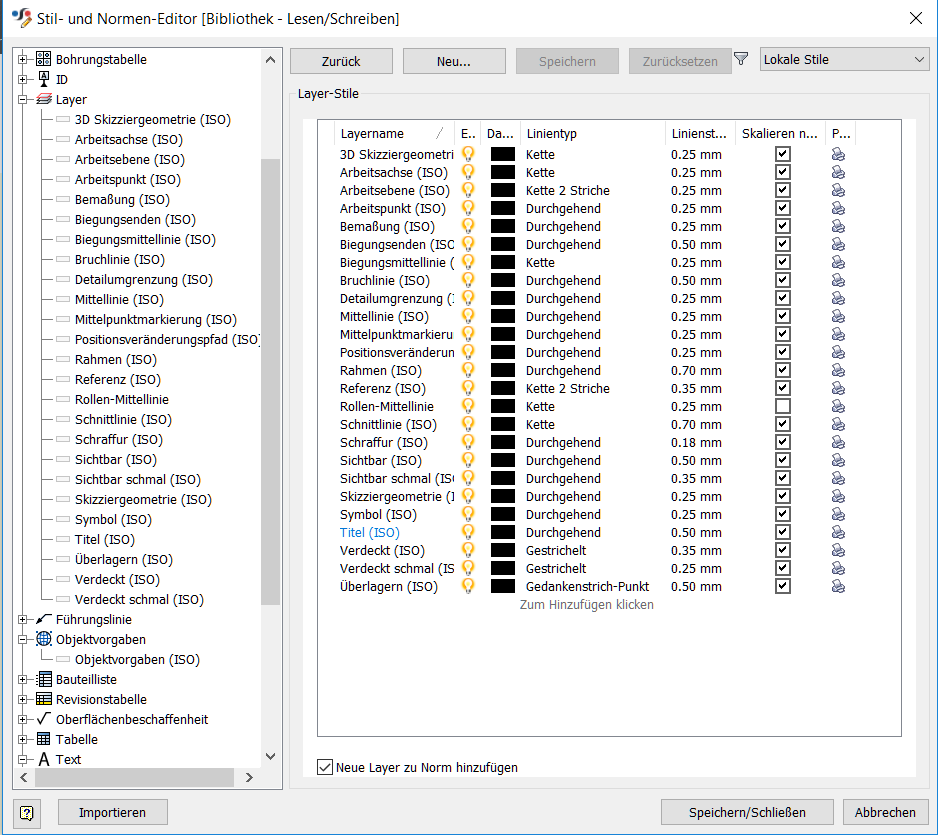 Stil- und Normen-Editor [Bibliothek - Lesen/Schreiben]
Bohrungstabelle
ID
Layer
3D Skizziergeometrie (ISO)
Arbeitsachse (ISO)
Arbeitsebene (ISO)
Arbeitspunkt (ISO)
Bemaßung (ISO)
Biegungsenden (ISO)
Biegungsmittellinie (ISO)
Bruchlinie (ISO)
Detailumgrenzung (ISO)
Mittellinie (ISO)
Mittelpunktmarkierung (ISO)
Positionsveränderungspfad (ISO)
Rahmen (ISO)
Referenz (ISO)
Rollen-Mittellinie
Schnittlinie (ISO)
Schraffur (ISO)
Sichtbar (ISO)
Sichtbar schmal (ISO)
Skizziergeometrie (ISO)
Symbol (ISO)
Titel (ISO)
Überlagern (ISO)
Verdeckt (ISO)
Verdeckt schmal (ISO)
Führungslinie
Objektvorgaben
Objektvorgaben (ISO)
Bauteilliste
Revisionstabelle
Oberflächenbeschaffenheit
Tabelle
A Text
Zurück Neu... Speichern Zurücksetzen Lokale Stile
Layer-Stile
Layername E.. Da... Linientyp Linienst... Skalieren n... P...
3D Skizziergeometri Kette 0.25 mm
Arbeitsachse (ISO) Kette 0.25 mm
Arbeitsebene (ISO) Kette 2 Striche 0.25 mm
Arbeitspunkt (ISO) Durchgehend 0.25 mm
Bemaßung (ISO) Durchgehend 0.25 mm
Biegungsenden (ISO Durchgehend 0.50 mm
Biegungsmittellinie ( Kette 0.25 mm
Bruchlinie (ISO) Durchgehend 0.50 mm
Detailumgrenzung (I Durchgehend 0.25 mm
Mittellinie (ISO) Durchgehend 0.25 mm
Mittelpunktmarkieru Durchgehend 0.25 mm
Positionsveränderun Durchgehend 0.25 mm
Rahmen (ISO) Durchgehend 0.70 mm
Referenz (ISO) Kette 2 Striche 0.35 mm
Rollen-Mittellinie Kette 0.25 mm
Schnittlinie (ISO) Kette 0.70 mm
Schraffur (ISO) Durchgehend 0.18 mm
Sichtbar (ISO) Durchgehend 0.50 mm
Sichtbar schmal (IS Durchgehend 0.35 mm
Skizziergeometrie (I Durchgehend 0.25 mm
Symbol (ISO) Durchgehend 0.25 mm
Titel (ISO) Durchgehend 0.50 mm
Verdeckt (ISO) Gestrichelt 0.35 mm
Verdeckt schmal (IS Gestrichelt 0.25 mm
Überlagern (ISO) Gedankenstrich-Punkt 0.50 mm
Zum Hinzufügen klicken
Neue Layer zu Norm hinzufügen
? Importieren Speichern/Schließen Abbrechen